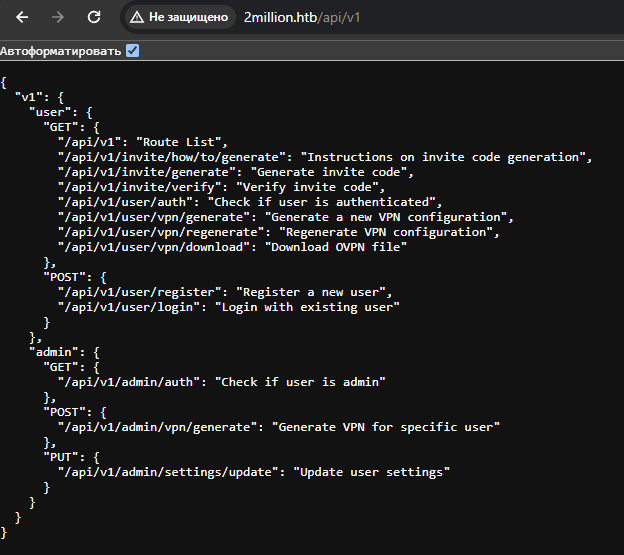 Не защищено 2million.htb/api/v1
Автоформатировать
{
  "v1": {
    "user": {
      "GET": {
        "/api/v1": "Route List",
        "/api/v1/invite/how/to/generate": "Instructions on invite code generation",
        "/api/v1/invite/generate": "Generate invite code",
        "/api/v1/invite/verify": "Verify invite code",
        "/api/v1/user/auth": "Check if user is authenticated",
        "/api/v1/user/vpn/generate": "Generate a new VPN configuration",
        "/api/v1/user/vpn/regenerate": "Regenerate VPN configuration",
        "/api/v1/user/vpn/download": "Download OVPN file"
      },
      "POST": {
        "/api/v1/user/register": "Register a new user",
        "/api/v1/user/login": "Login with existing user"
      }
    },
    "admin": {
      "GET": {
        "/api/v1/admin/auth": "Check if user is admin"
      },
      "POST": {
        "/api/v1/admin/vpn/generate": "Generate VPN for specific user"
      },
      "PUT": {
        "/api/v1/admin/settings/update": "Update user settings"
      }
    }
  }
}